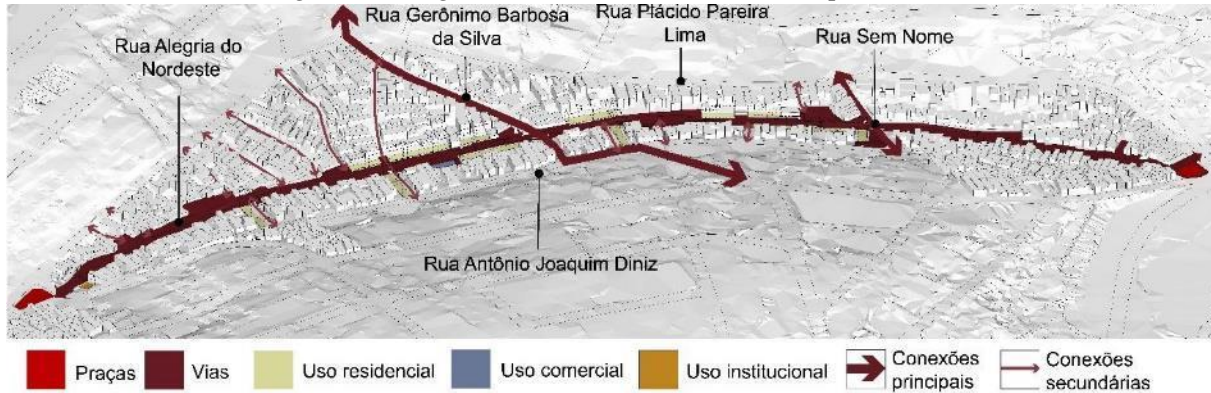 Rua Gerônimo Barbosa
da Silva
Rua Plácido Pareira
Lima
Rua Alegria do
Nordeste
Rua Sem Nome
Rua Antônio Joaquim Diniz
Praças
Vias
Uso residencial
Uso comercial
Uso institucional
Conexões
principais
Conexões
secundárias